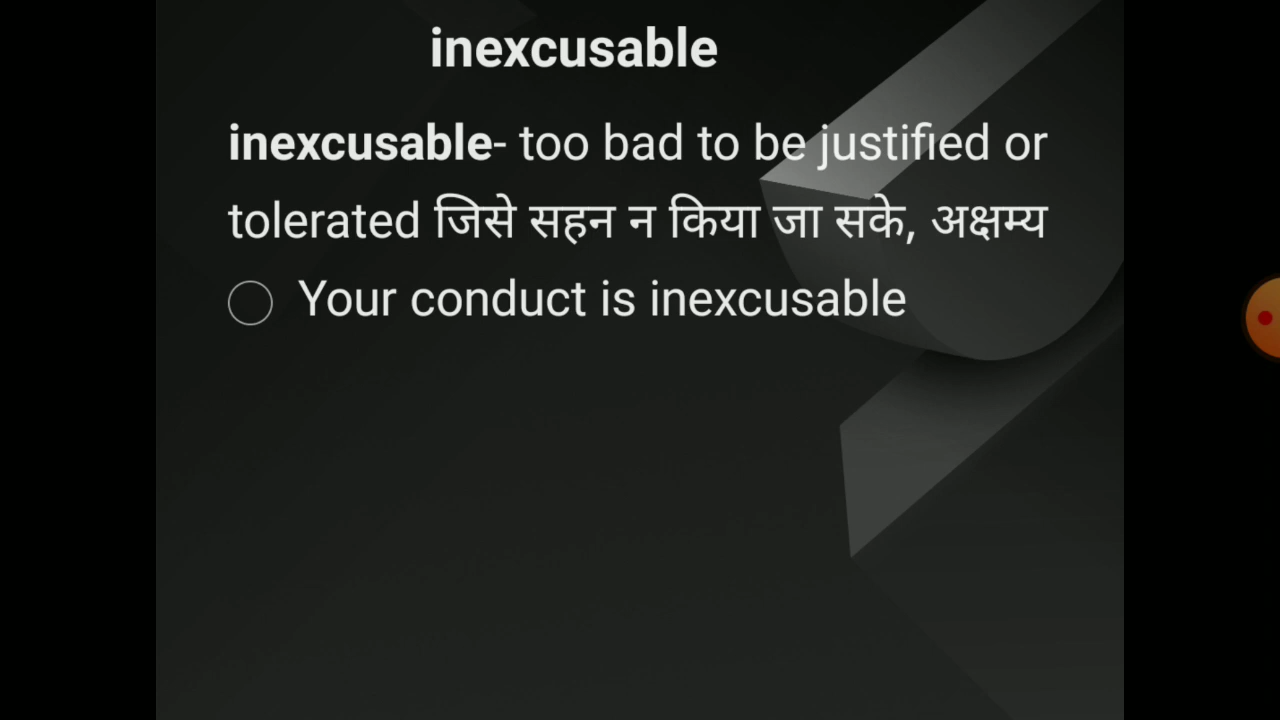 inexcusable
inexcusable- too bad to be justified or
tolerated जिसे सहन न किया जा सके, अक्षम्य
Your conduct is inexcusable